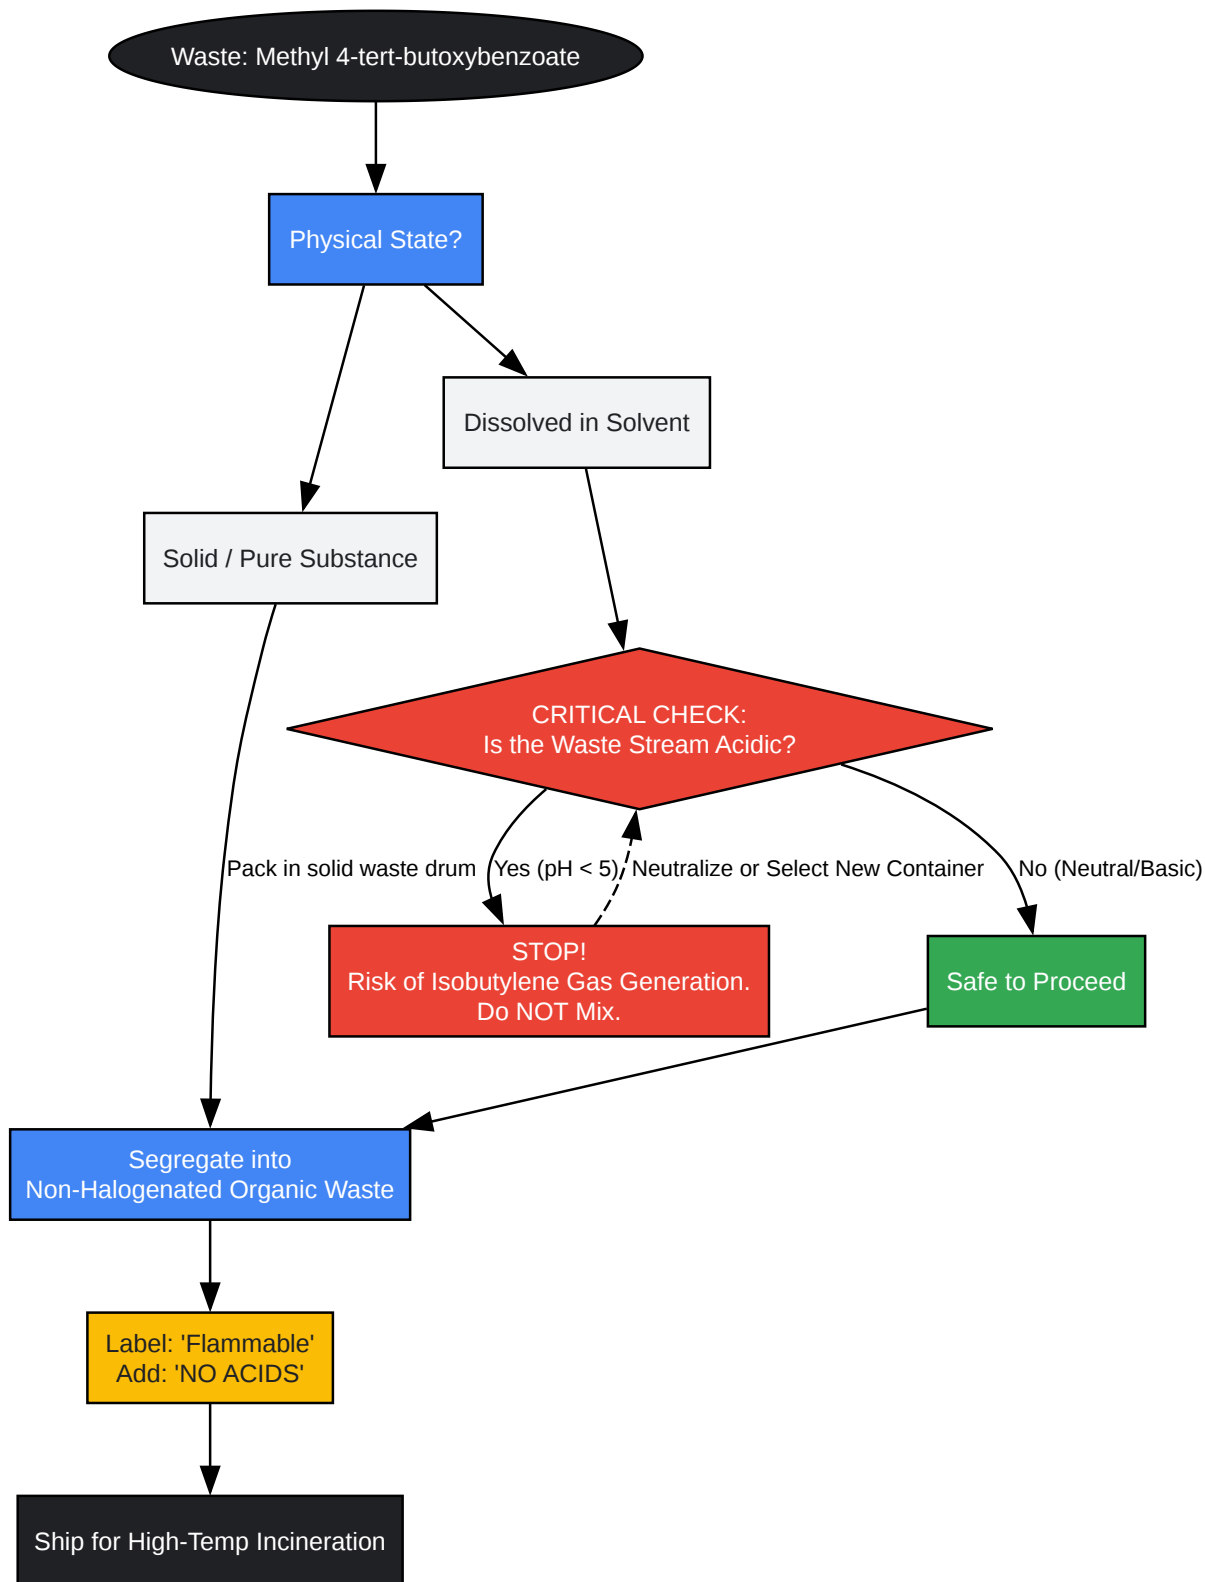 Waste: Methyl 4-tert-butoxybenzoate
Physical State?
Dissolved in Solvent
Solid / Pure Substance
CRITICAL CHECK:
Is the Waste Stream Acidic?
Pack in solid waste drum
Yes (pH < 5)
Neutralize or Select New Container
No (Neutral/Basic)
STOP!
Risk of Isobutylene Gas Generation.
Do NOT Mix.
Safe to Proceed
Segregate into
Non-Halogenated Organic Waste
Label: 'Flammable'
Add: 'NO ACIDS'
Ship for High-Temp Incineration